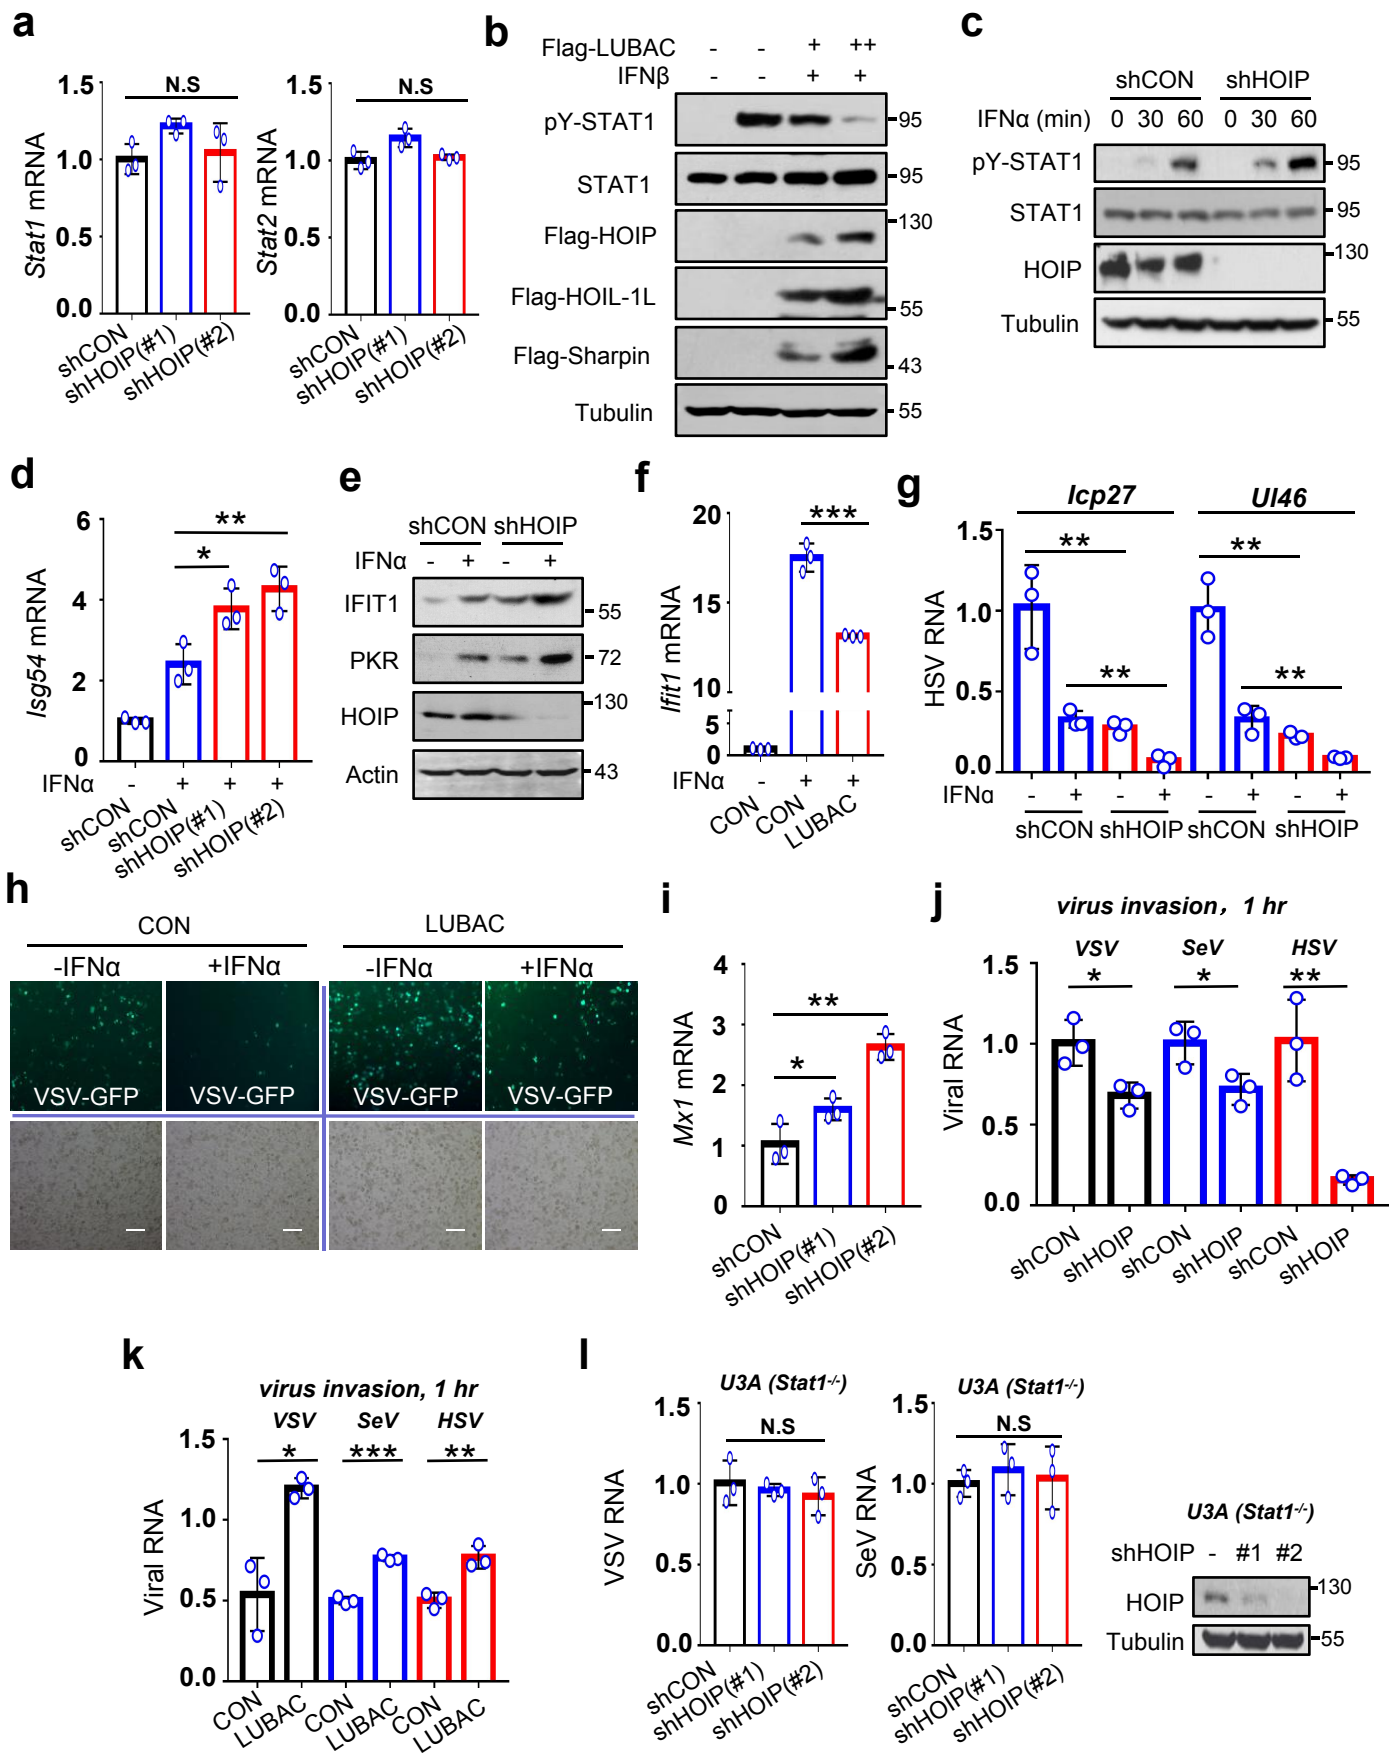 a
1.5
1.0
0.5
0.0
Stat1 mRNA
N.S
shCON
shHOIP(#1)
shHOIP(#2)
1.5
1.0
0.5
0.0
Stat2 mRNA
N.S
shCON
shHOIP(#1)
shHOIP(#2)
b
Flag-LUBAC - - + ++
IFNβ - - + +
pY-STAT1 95
STAT1 95
Flag-HOIP 130
Flag-HOIL-1L 55
Flag-Sharpin 43
Tubulin 55
c
shCON shHOIP
IFNα (min) 0 30 60 0 30 60
pY-STAT1 95
STAT1 95
HOIP 130
Tubulin 55
d
6
4
2
0
Isg54 mRNA
**
*
IFNα - + + +
shCON
shCON
shHOIP(#1)
shHOIP(#2)
e
shCON shHOIP
IFNα - + - +
IFIT1 55
PKR 72
HOIP 130
Actin 43
f
20
15
10
5
0
Ifit1 mRNA
***
IFNα - + +
CON
CON
LUBAC
g
Icp27 Ul46
1.5
1.0
0.5
0.0
HSV RNA
** **
** **
IFNα - + - + - + - +
shCON shHOIP shCON shHOIP
h
CON LUBAC
-IFNα +IFNα -IFNα +IFNα
VSV-GFP VSV-GFP VSV-GFP VSV-GFP
i
4
3
2
1
0
Mx1 mRNA
**
*
shCON
shHOIP(#1)
shHOIP(#2)
j
virus invasion, 1 hr
VSV SeV HSV
* * **
1.5
1.0
0.5
0.0
Viral RNA
shCON
shHOIP
shCON
shHOIP
shCON
shHOIP
k
virus invasion, 1 hr
VSV SeV HSV
* *** **
1.5
1.0
0.5
0.0
Viral RNA
CON
LUBAC
CON
LUBAC
CON
LUBAC
l
U3A (Stat1-/-)
1.5
1.0
0.5
0.0
VSV RNA
N.S
shCON
shHOIP(#1)
shHOIP(#2)
U3A (Stat1-/-)
2.0
1.5
1.0
0.5
0.0
SeV RNA
N.S
shCON
shHOIP(#1)
shHOIP(#2)
U3A (Stat1-/-)
shHOIP - #1 #2
HOIP 130
Tubulin 55